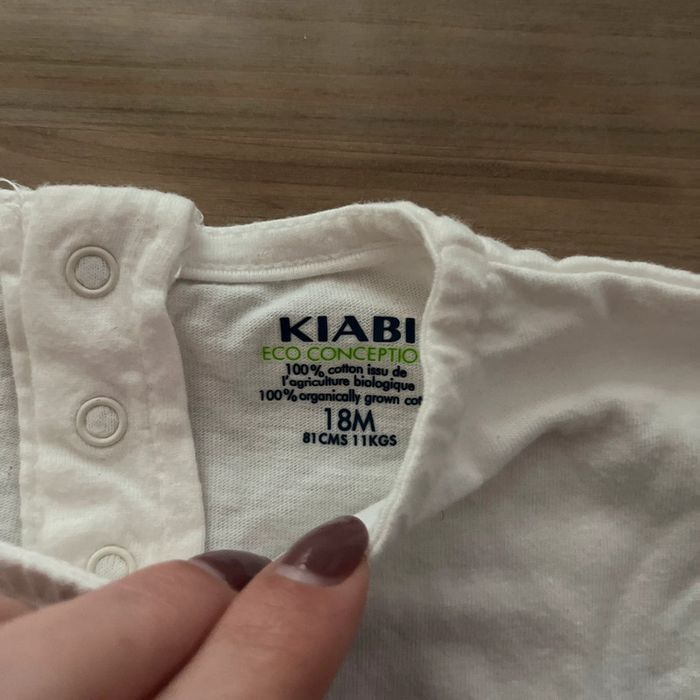 KIABI
ECO CONCEPTIO
100% cotton issu de
l'agriculture biologique
100% organically grown cot
18M
81CMS 11KGS